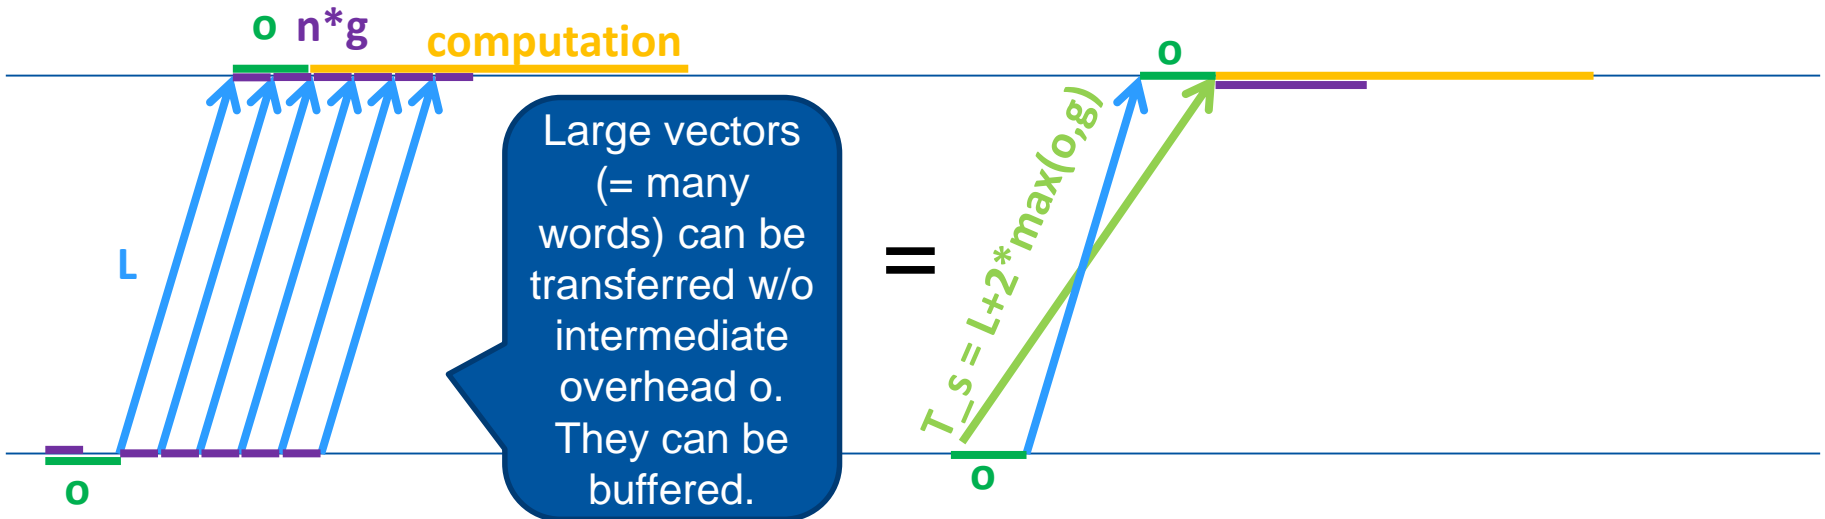 o n*g
computation
L
o
Large vectors
(= many
words) can be
transferred w/o
intermediate
overhead o.
They can be
buffered.
=
o
T_s = L+2*max(o,g)
o